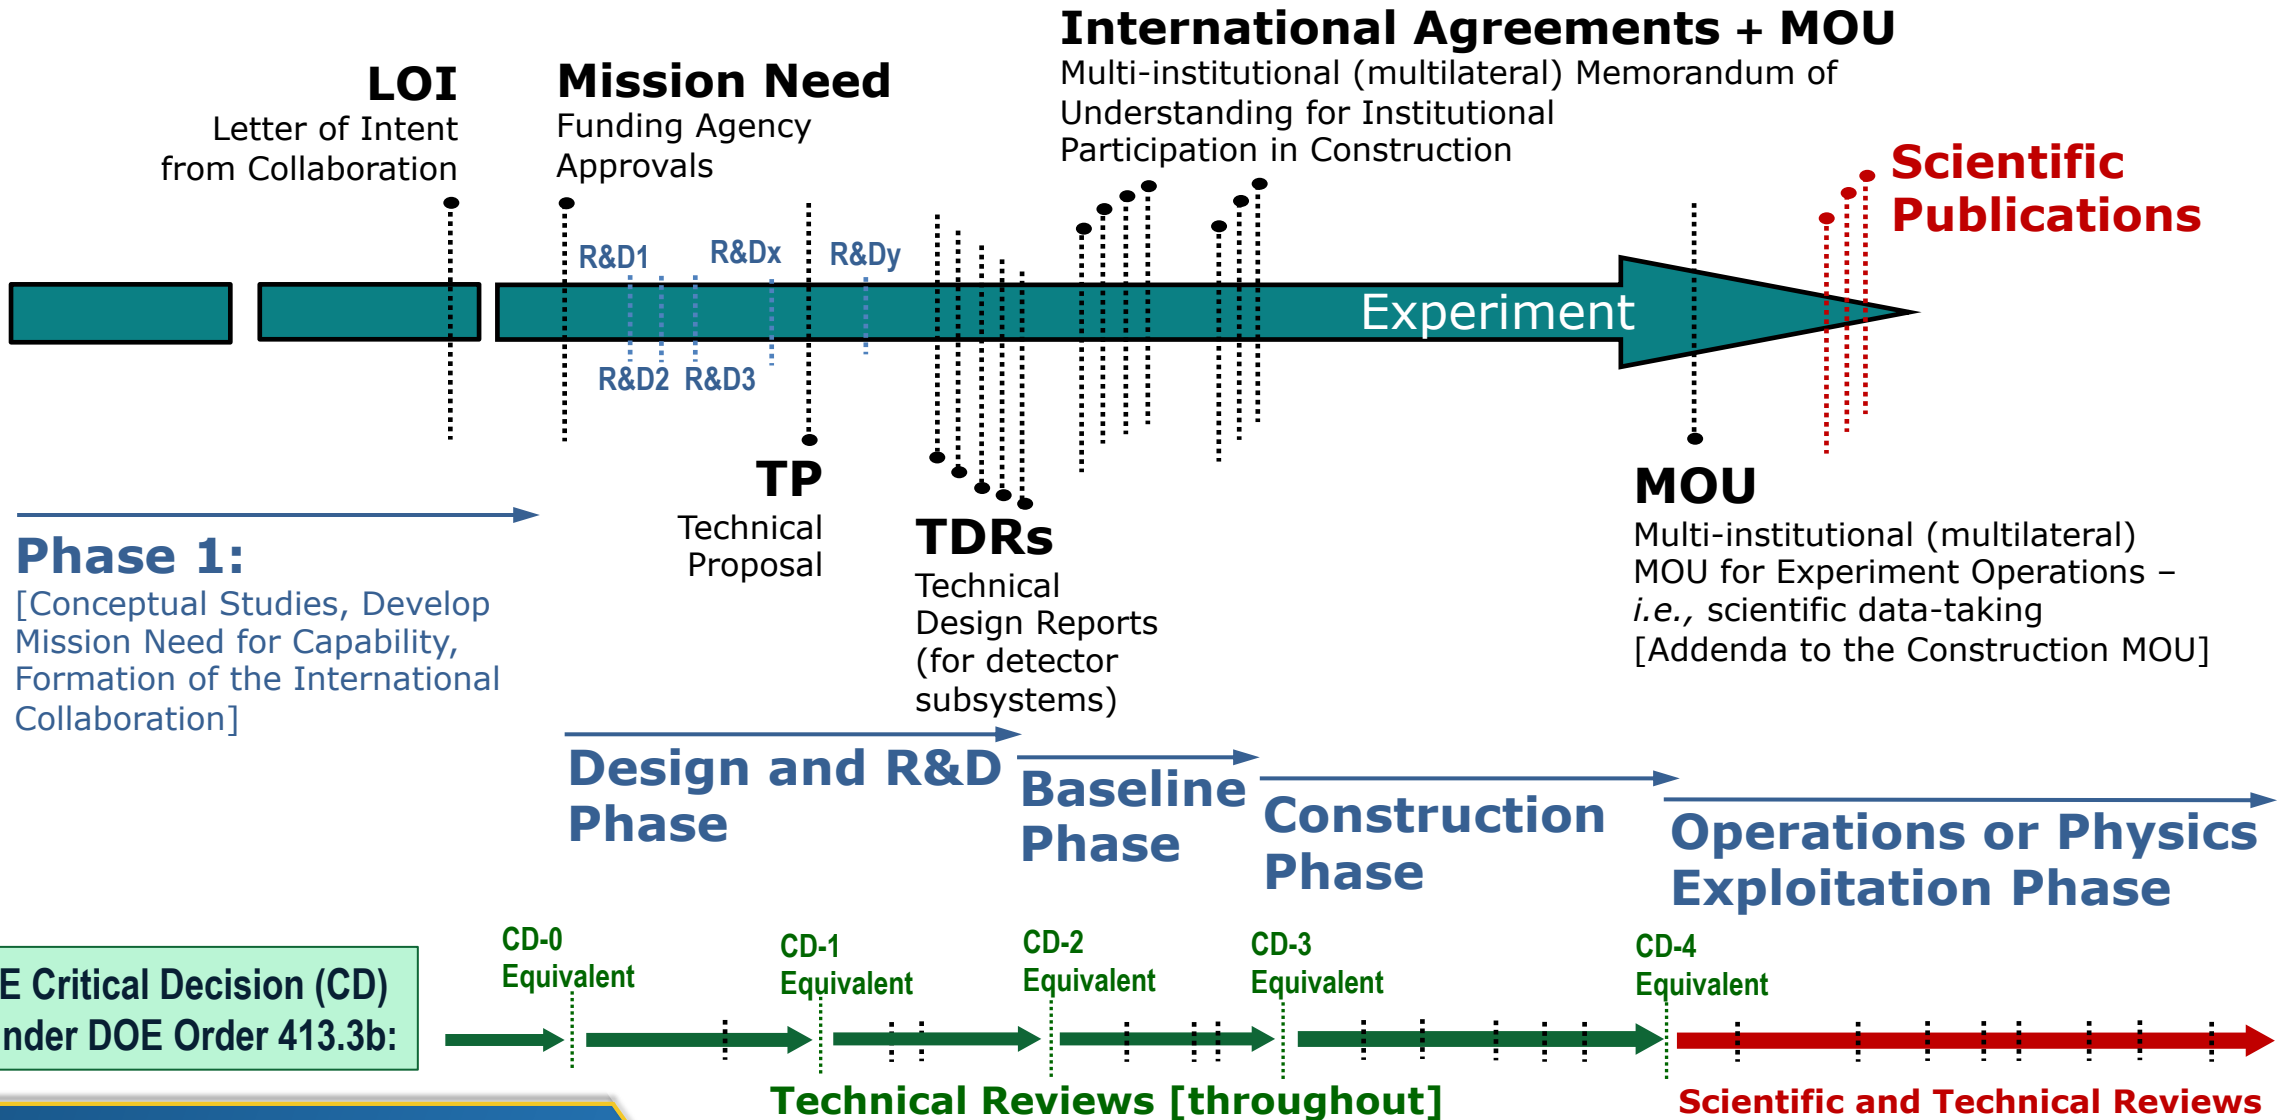 International Agreements + MOU
Multi-institutional (multilateral) Memorandum of
Understanding for Institutional
Participation in Construction
LOI
Letter of Intent
from Collaboration
Mission Need
Funding Agency
Approvals
Scientific
Publications
R&D1
R&Dx
R&Dy
Experiment
R&D2
R&D3
TP
Technical
Proposal
TDRs
Technical
Design Reports
(for detector
subsystems)
MOU
Multi-institutional (multilateral)
MOU for Experiment Operations –
i.e., scientific data-taking
[Addenda to the Construction MOU]
Phase 1:
[Conceptual Studies, Develop
Mission Need for Capability,
Formation of the International
Collaboration]
Design and R&D
Phase
Baseline
Phase
Construction
Phase
Operations or Physics
Exploitation Phase
CD-0
Equivalent
CD-1
Equivalent
CD-2
Equivalent
CD-3
Equivalent
CD-4
Equivalent
E Critical Decision (CD)
nder DOE Order 413.3b:
Technical Reviews [throughout]
Scientific and Technical Reviews